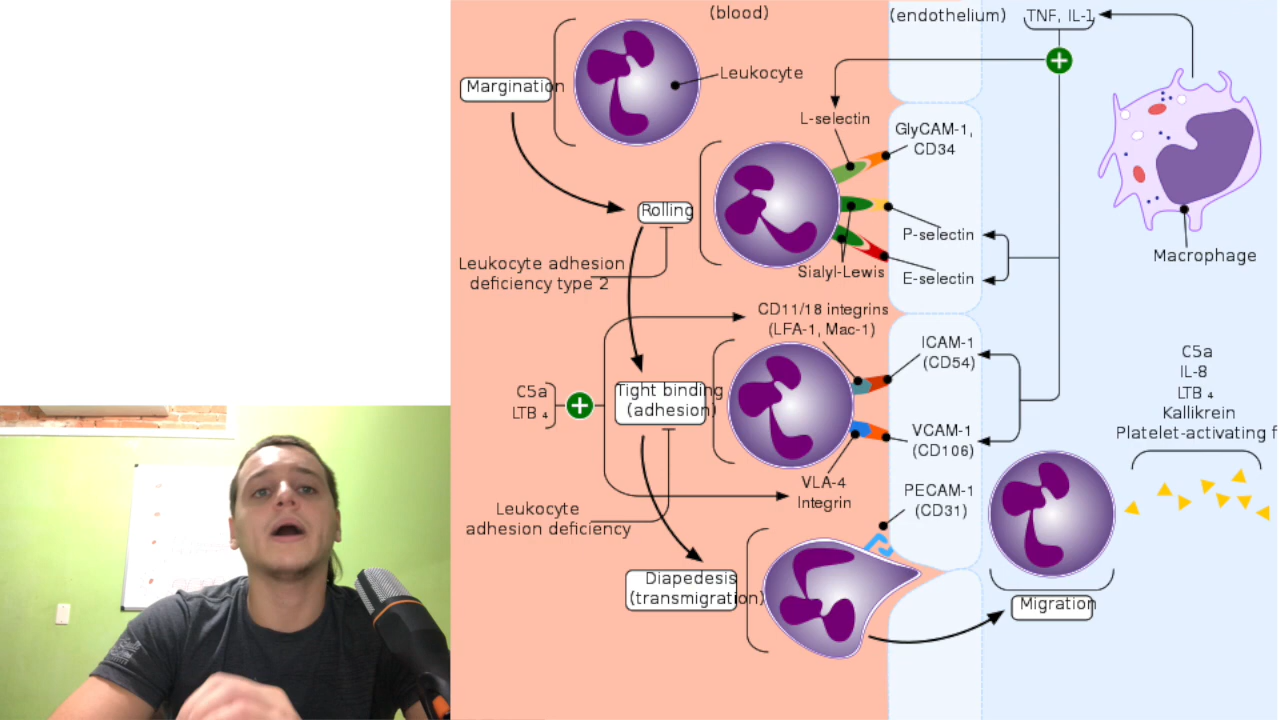 (blood)
(endothelium)
TNF, IL-1
Margination
Leukocyte
L-selectin
GlyCAM-1,
CD34
Rolling
P-selectin
Macrophage
Leukocyte adhesion
deficiency type 2
Sialyl-Lewis
E-selectin
CD11/18 integrins
(LFA-1, Mac-1)
ICAM-1
(CD54)
C5a
IL-8
LTB 4
Kallikrein
Platelet-activating f
C5a
LTB 4
Tight binding
(adhesion)
VCAM-1
(CD106)
VLA-4
Integrin
PECAM-1
(CD31)
Leukocyte
adhesion deficiency
Diapedesis
(transmigration)
Migration